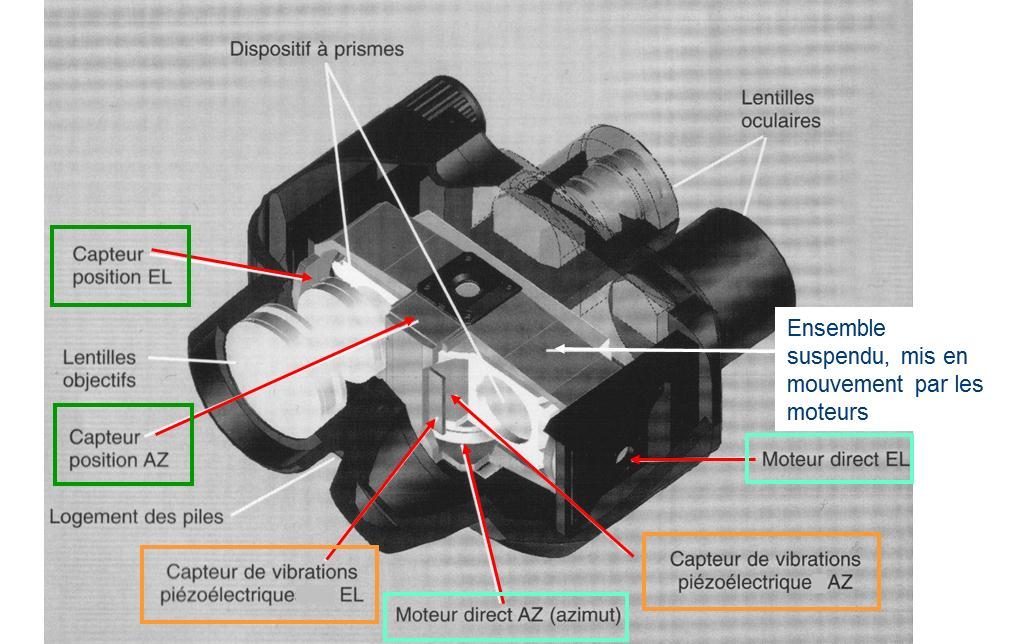 Dispositif à prismes
Lentilles
oculaires
Capteur
position EL
Lentilles
objectifs
Ensemble
suspendu, mis en
mouvement par les
moteurs
Capteur
position AZ
Moteur direct EL
Logement des piles
Capteur de vibrations
piézoélectrique EL
Moteur direct AZ (azimut)
Capteur de vibrations
piézoélectrique AZ